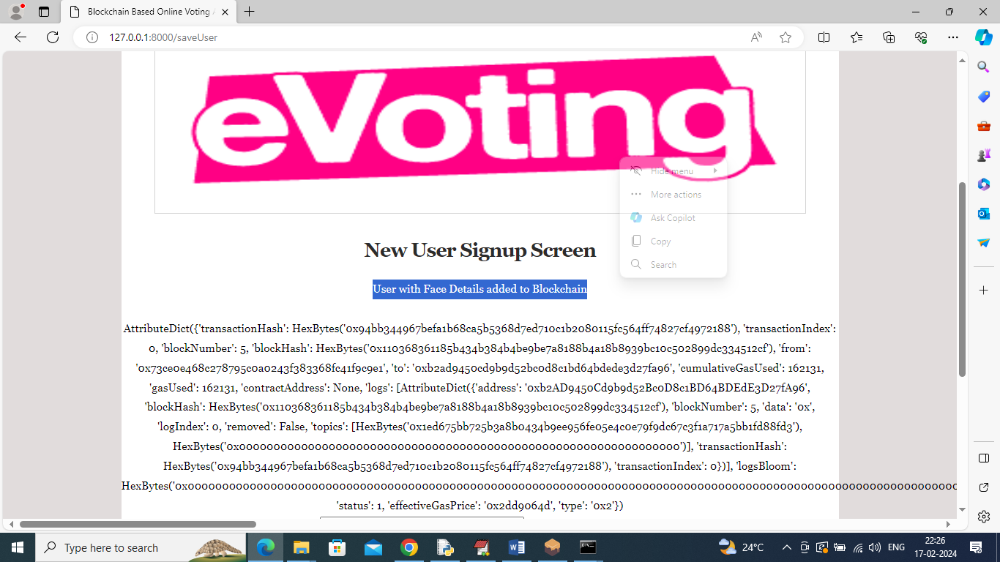 Blockchain Based Online Voting A
127.0.0.1:8000/saveUser
eVoting
Hide menu
More actions
Ask Copilot
Copy
Search
New User Signup Screen
User with Face Details added to Blockchain
AttributeDict({'transactionHash': HexBytes('0x94bb344967befa1b68ca5b5368d7ed710c1b2080115fc564ff74827cf4972188'), 'transactionIndex':
0, 'blockNumber': 5, 'blockHash': HexBytes('0x110368361185b434b384b4be9be7a8188b4a18b8939bc10c502899dc334512cf'), 'from':
'0x73ce0e468c278795c0a0243f383368fc41f9c9e1', 'to': '0xb2ad9450cd9b9d52bc0d8c1bd64bdede3d27fa96', 'cumulativeGasUsed': 162131,
'gasUsed': 162131, 'contractAddress': None, 'logs': [AttributeDict({'address': '0xb2AD9450Cd9b9d52Bc0D8c1BD64BDEdE3D27fA96',
'blockHash': HexBytes('0x110368361185b434b384b4be9be7a8188b4a18b8939bc10c502899dc334512cf'), 'blockNumber': 5, 'data': '0x',
'logIndex': 0, 'removed': False, 'topics': [HexBytes('0x1ed675bb725b3a8b0434b9ee956fe05e4c0e79f9dc67c3f1a717a5bb1fd88fd3'),
HexBytes('0x0000000000000000000000000000000000000000000000000000000000000000')], 'transactionHash':
HexBytes('0x94bb344967befa1b68ca5b5368d7ed710c1b2080115fc564ff74827cf4972188'), 'transactionIndex': 0})], 'logsBloom':
'status': 1, 'effectiveGasPrice': '0x2dd9064d', 'type': '0x2'})
Type here to search
24°C
ENG
22:26
17-02-2024